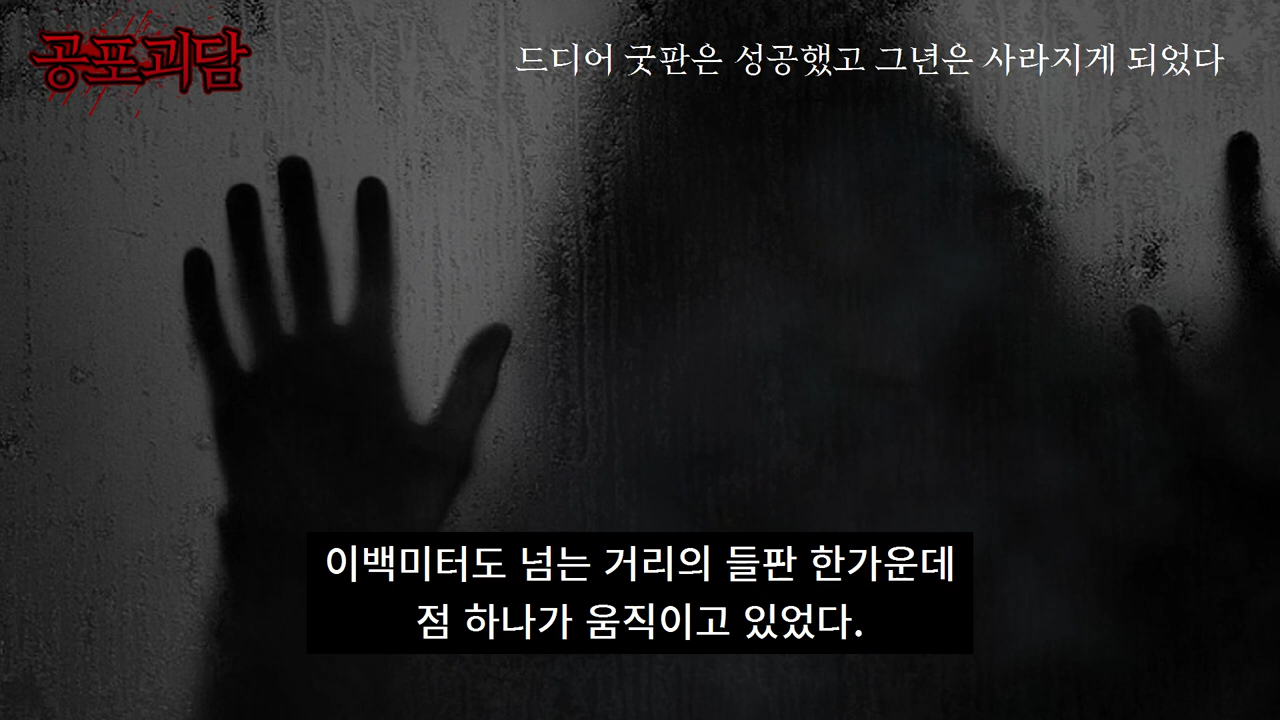 공포괴담
드디어 굿판은 성공했고 그년은 사라지게 되었다
이백미터도 넘는 거리의 들판 한가운데
점 하나가 움직이고 있었다.